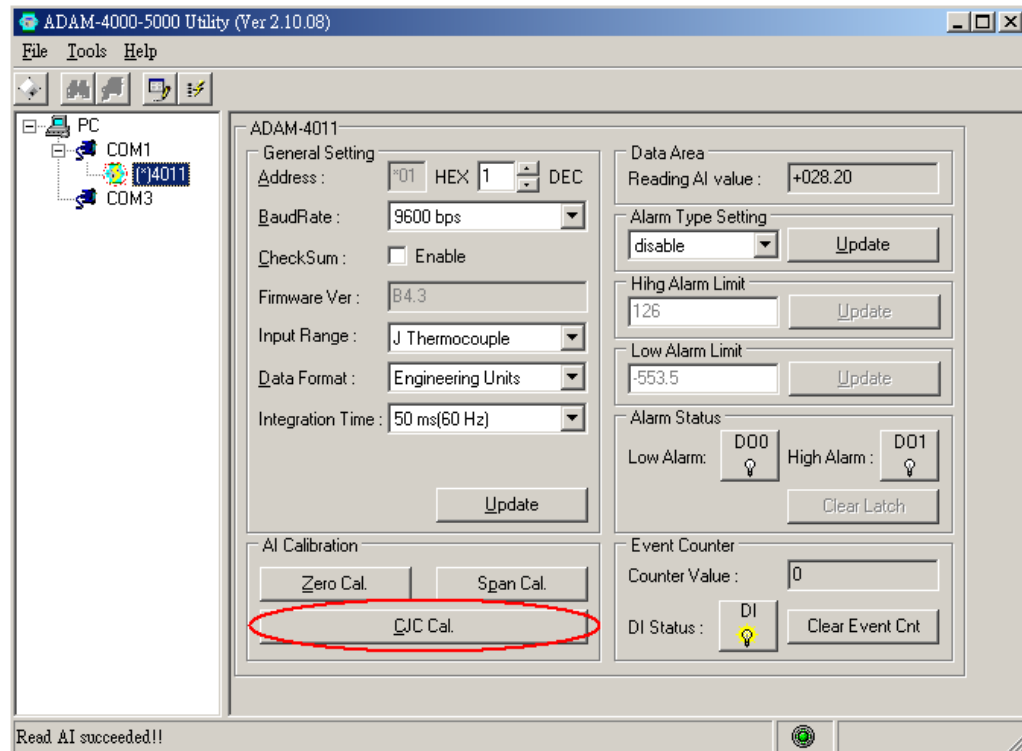 ADAM-4000-5000 Utility (Ver 2.10.08)
File Tools Help
PC
COM1
(*)4011
COM3
ADAM-4011
General Setting
Address : *01 HEX 1 DEC
BaudRate : 9600 bps
CheckSum : Enable
Firmware Ver : B4.3
Input Range : J Thermocouple
Data Format : Engineering Units
Integration Time : 50 ms(60 Hz)
Update
AI Calibration
Zero Cal. Span Cal.
CJC Cal.
Data Area
Reading AI value : +028.20
Alarm Type Setting
disable Update
Hihg Alarm Limit
126 Update
Low Alarm Limit
-553.5 Update
Alarm Status
Low Alarm: DO0 High Alarm : DO1
Clear Latch
Event Counter
Counter Value : 0
DI Status : DI Clear Event Cnt
Read AI succeeded!!